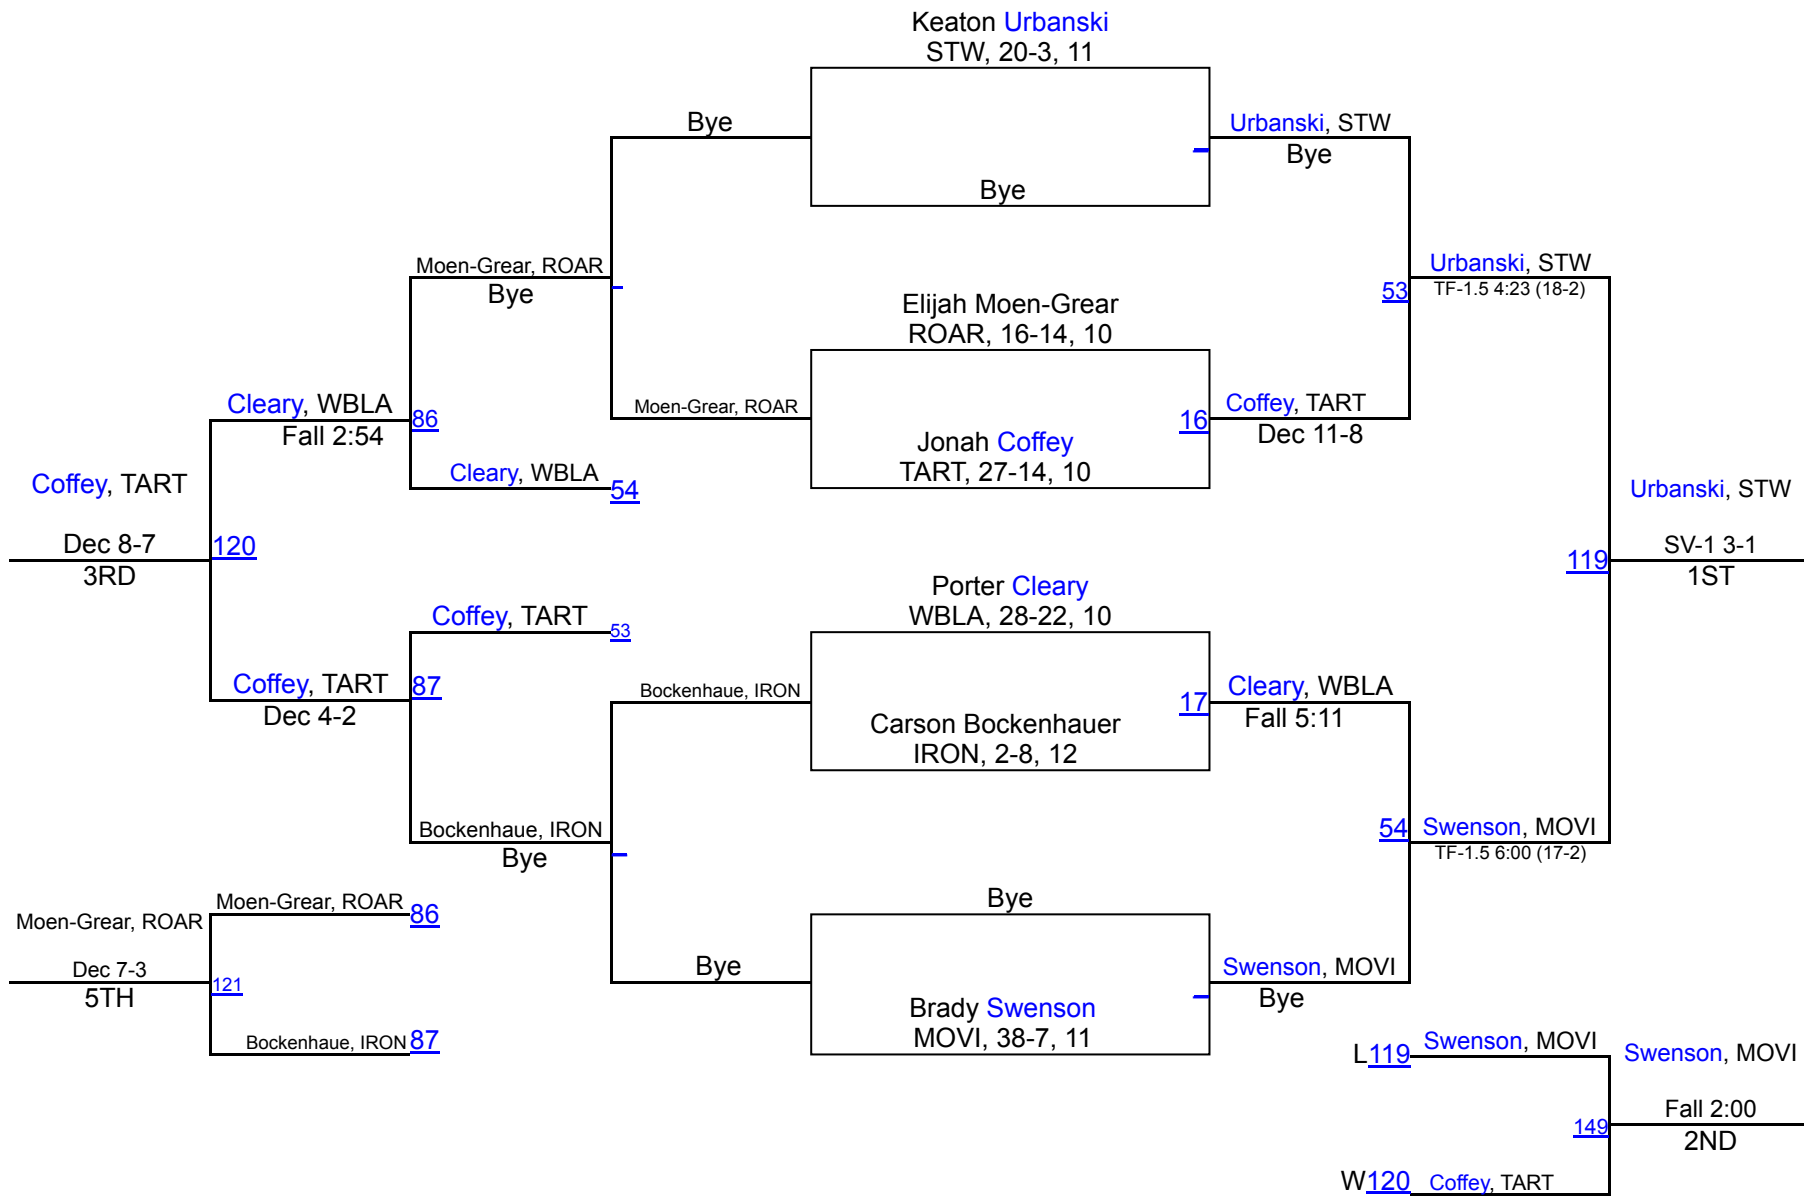 Keaton Urbanski
STW, 20-3, 11
Bye
Urbanski, STW
Bye
Bye
Moen-Grear, ROAR
Bye
Urbanski, STW
53
TF-1.5 4:23 (18-2)
Elijah Moen-Grear
ROAR, 16-14, 10
Cleary, WBLA
86
Fall 2:54
Moen-Grear, ROAR
16
Coffey, TART
Dec 11-8
Jonah Coffey
TART, 27-14, 10
Cleary, WBLA
54
Coffey, TART
Urbanski, STW
Dec 8-7
120
3RD
119
SV-1 3-1
1ST
Porter Cleary
WBLA, 28-22, 10
Coffey, TART
53
Coffey, TART
87
Dec 4-2
Bockenhaue, IRON
17
Cleary, WBLA
Fall 5:11
Carson Bockenhauer
IRON, 2-8, 12
Bockenhaue, IRON
Bye
54
Swenson, MOVI
TF-1.5 6:00 (17-2)
Moen-Grear, ROAR
86
Moen-Grear, ROAR
Bye
Dec 7-3
121
5TH
Bye
Swenson, MOVI
Bye
Brady Swenson
MOVI, 38-7, 11
Bockenhaue, IRON
87
L119
Swenson, MOVI
Swenson, MOVI
149
Fall 2:00
2ND
W120
Coffey, TART